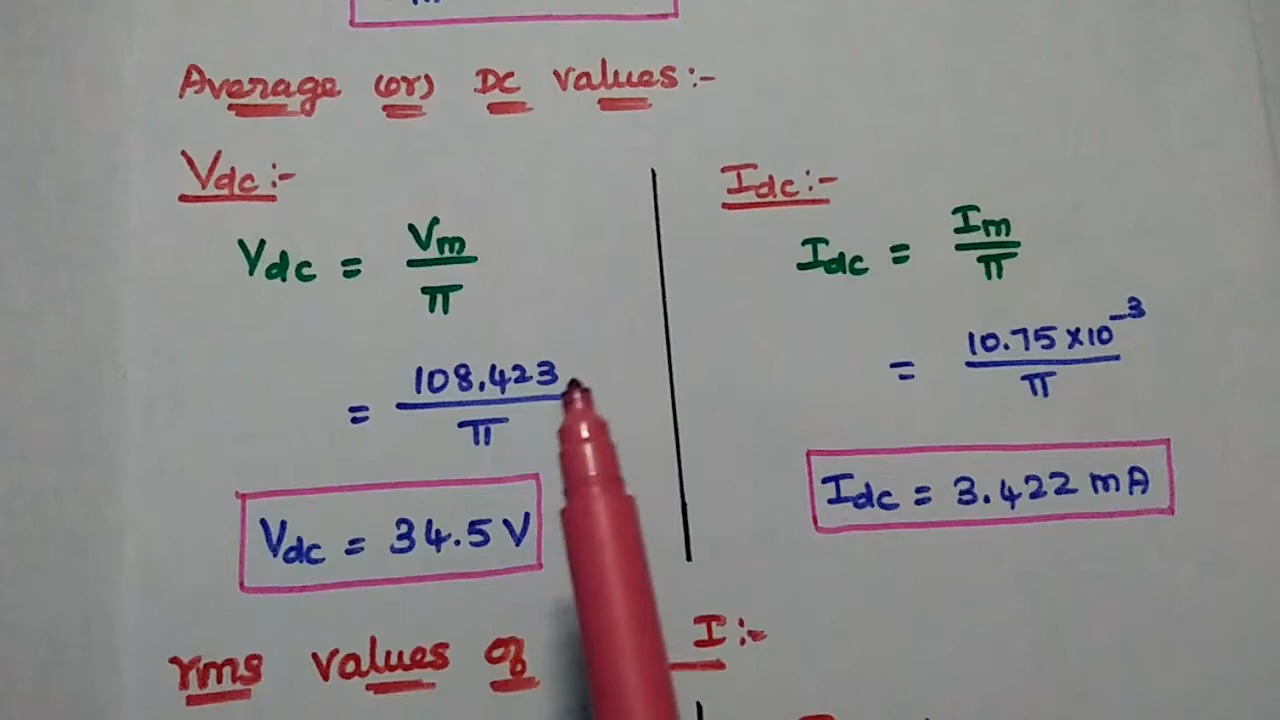 Average (or) DC values:-
Vdc:-
Vdc = Vm/π
= 108.423/π
Vdc = 34.5 V
Idc:-
Idc = Im/π
= 10.75×10⁻³/π
Idc = 3.422 mA
rms values of I:-